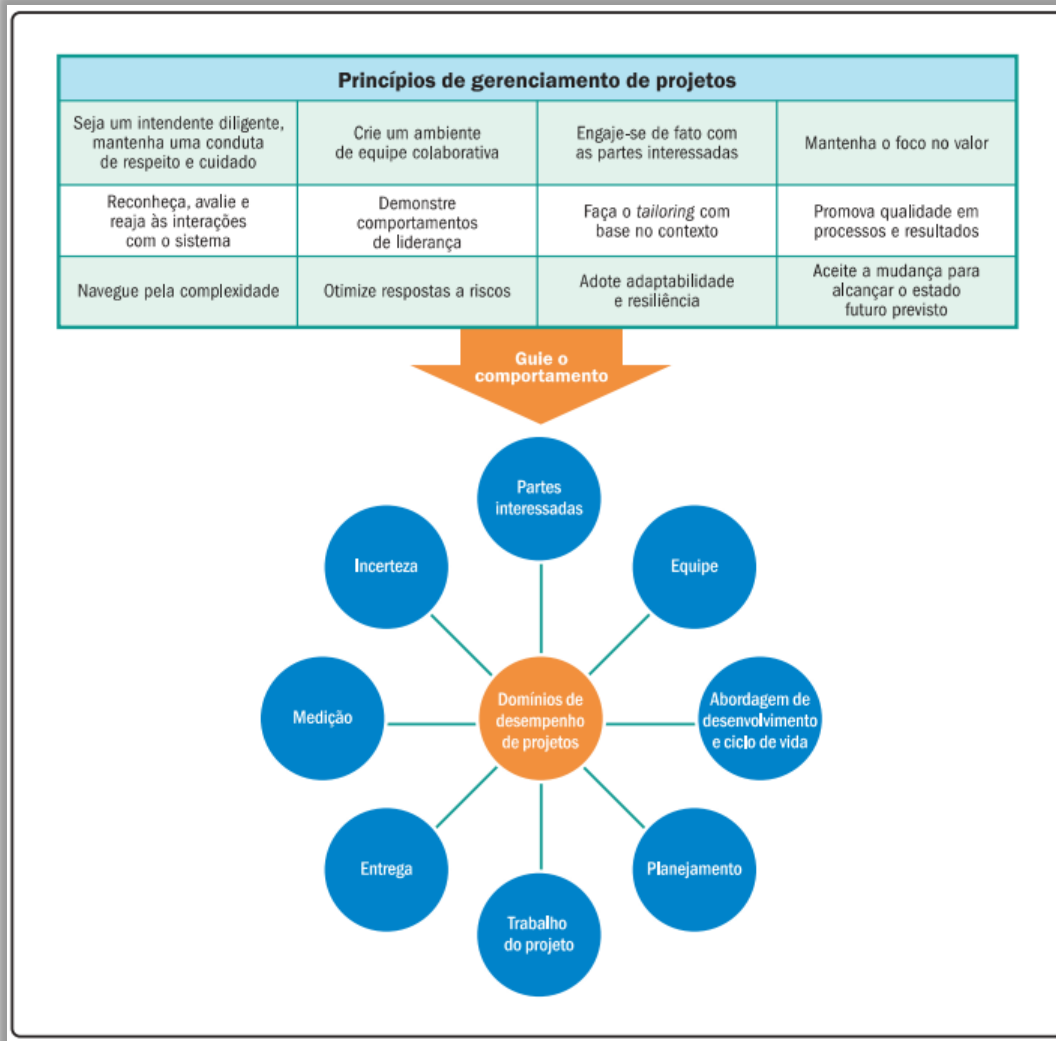 Princípios de gerenciamento de projetos
Seja um intendente diligente,
mantenha uma conduta
de respeito e cuidado
Crie um ambiente
de equipe colaborativa
Engaje-se de fato com
as partes interessadas
Mantenha o foco no valor
Reconheça, avalie e
reaja às interações
com o sistema
Demonstre
comportamentos
de liderança
Faça o tailoring com
base no contexto
Promova qualidade em
processos e resultados
Navegue pela complexidade
Otimize respostas a riscos
Adote adaptabilidade
e resiliência
Aceite a mudança para
alcançar o estado
futuro previsto
Guie o
comportamento
Partes
interessadas
Incerteza
Equipe
Medição
Domínios de
desempenho
de projetos
Abordagem de
desenvolvimento
e ciclo de vida
Entrega
Planejamento
Trabalho
do projeto